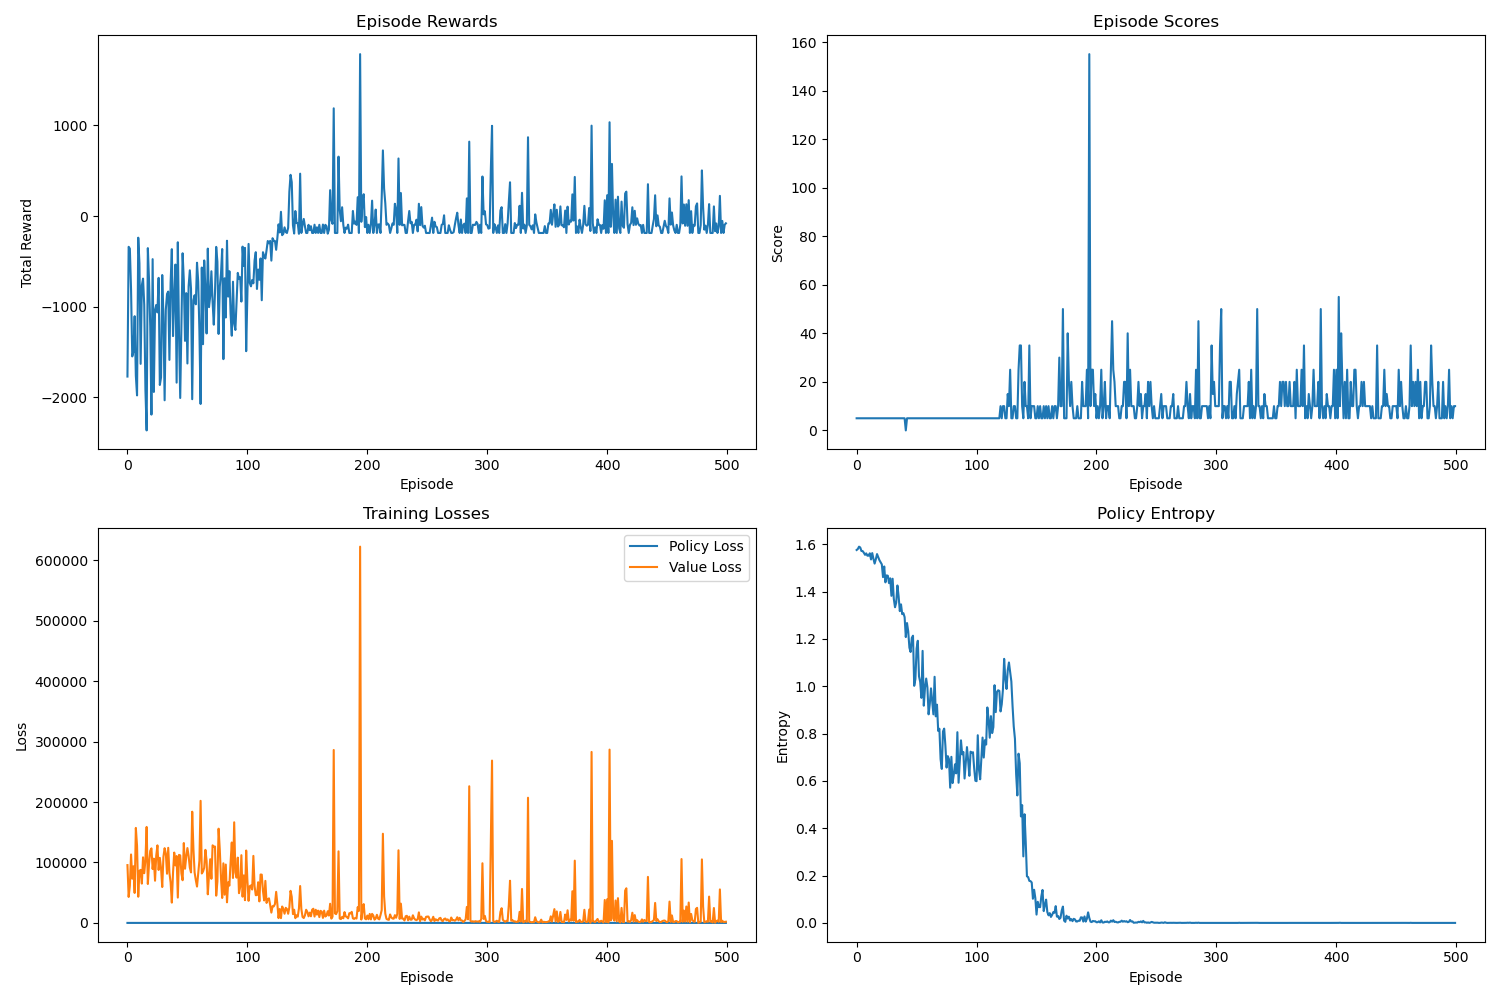 Episode Rewards
Total Reward
1000
0
−1000
−2000
0 100 200 300 400 500
Episode
Episode Scores
Score
160
140
120
100
80
60
40
20
0
0 100 200 300 400 500
Episode
Training Losses
Loss
600000
500000
400000
300000
200000
100000
0
Policy Loss
Value Loss
0 100 200 300 400 500
Episode
Policy Entropy
Entropy
1.6
1.4
1.2
1.0
0.8
0.6
0.4
0.2
0.0
0 100 200 300 400 500
Episode